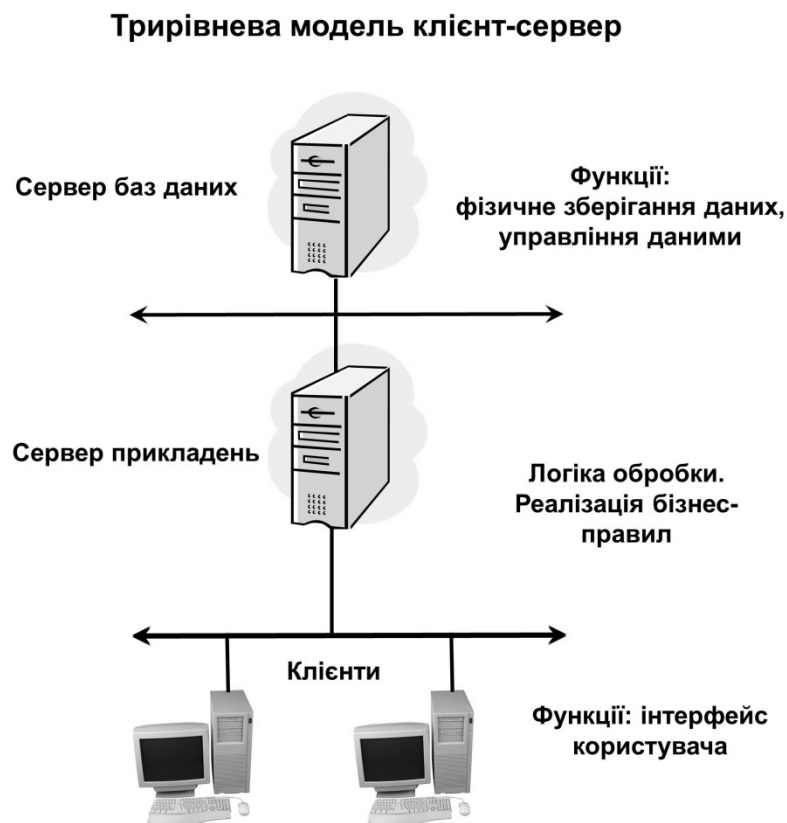 Трирівнева модель клієнт-сервер
Сервер баз даних
Функції:
фізичне зберігання даних,
управління даними
Сервер прикладень
Логіка обробки.
Реалізація бізнес-
правил
Клієнти
Функції: інтерфейс
користувача